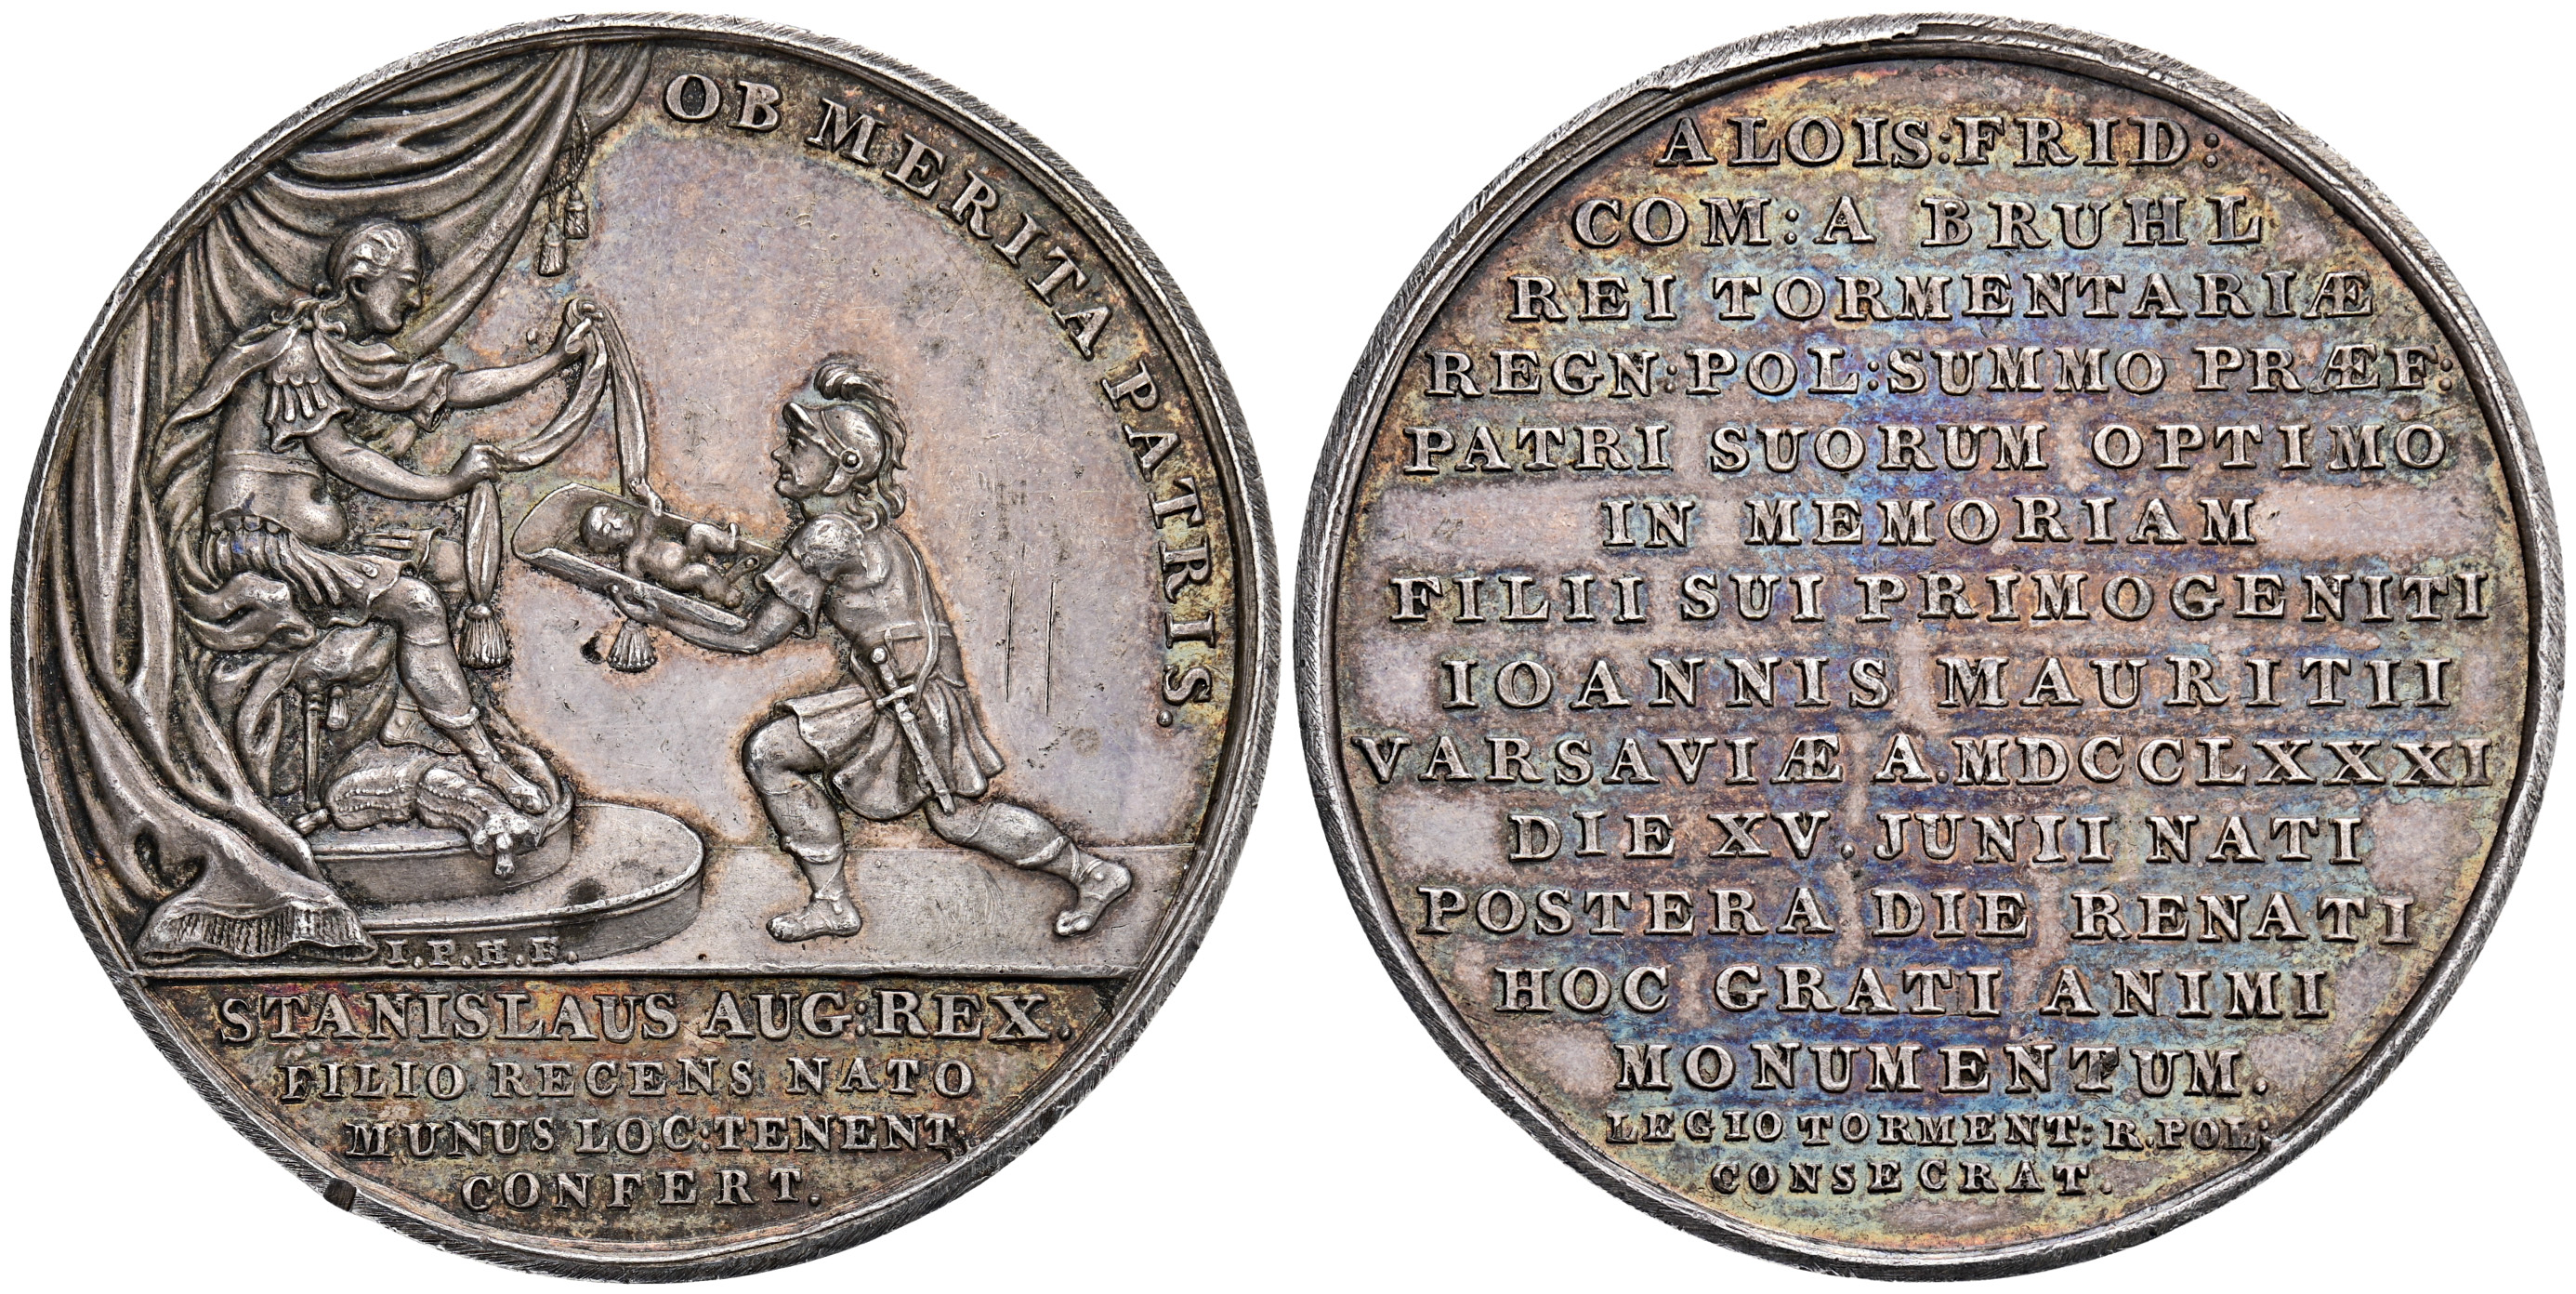 OB MERITA PATRIS.
I.P.H.F.
STANISLAUS AUG:REX.
FILIO RECENS NATO
MUNUS LOC:TENENT
CONFERT.
ALOIS:FRID:
COM:A BRUHL
REI TORMENTARIÆ
REGN:POL:SUMMO PRÆF:
PATRI SUORUM OPTIMO
IN MEMORIAM
FILII SUI PRIMOGENITI
IOANNIS MAURITII
VARSAVIÆ A.MDCCLXXXI
DIE XV. JUNII NATI
POSTERA DIE RENATI
HOC GRATI ANIMI
MONUMENTUM.
LEGIO TORMENT:R.POL:
CONSECRAT.